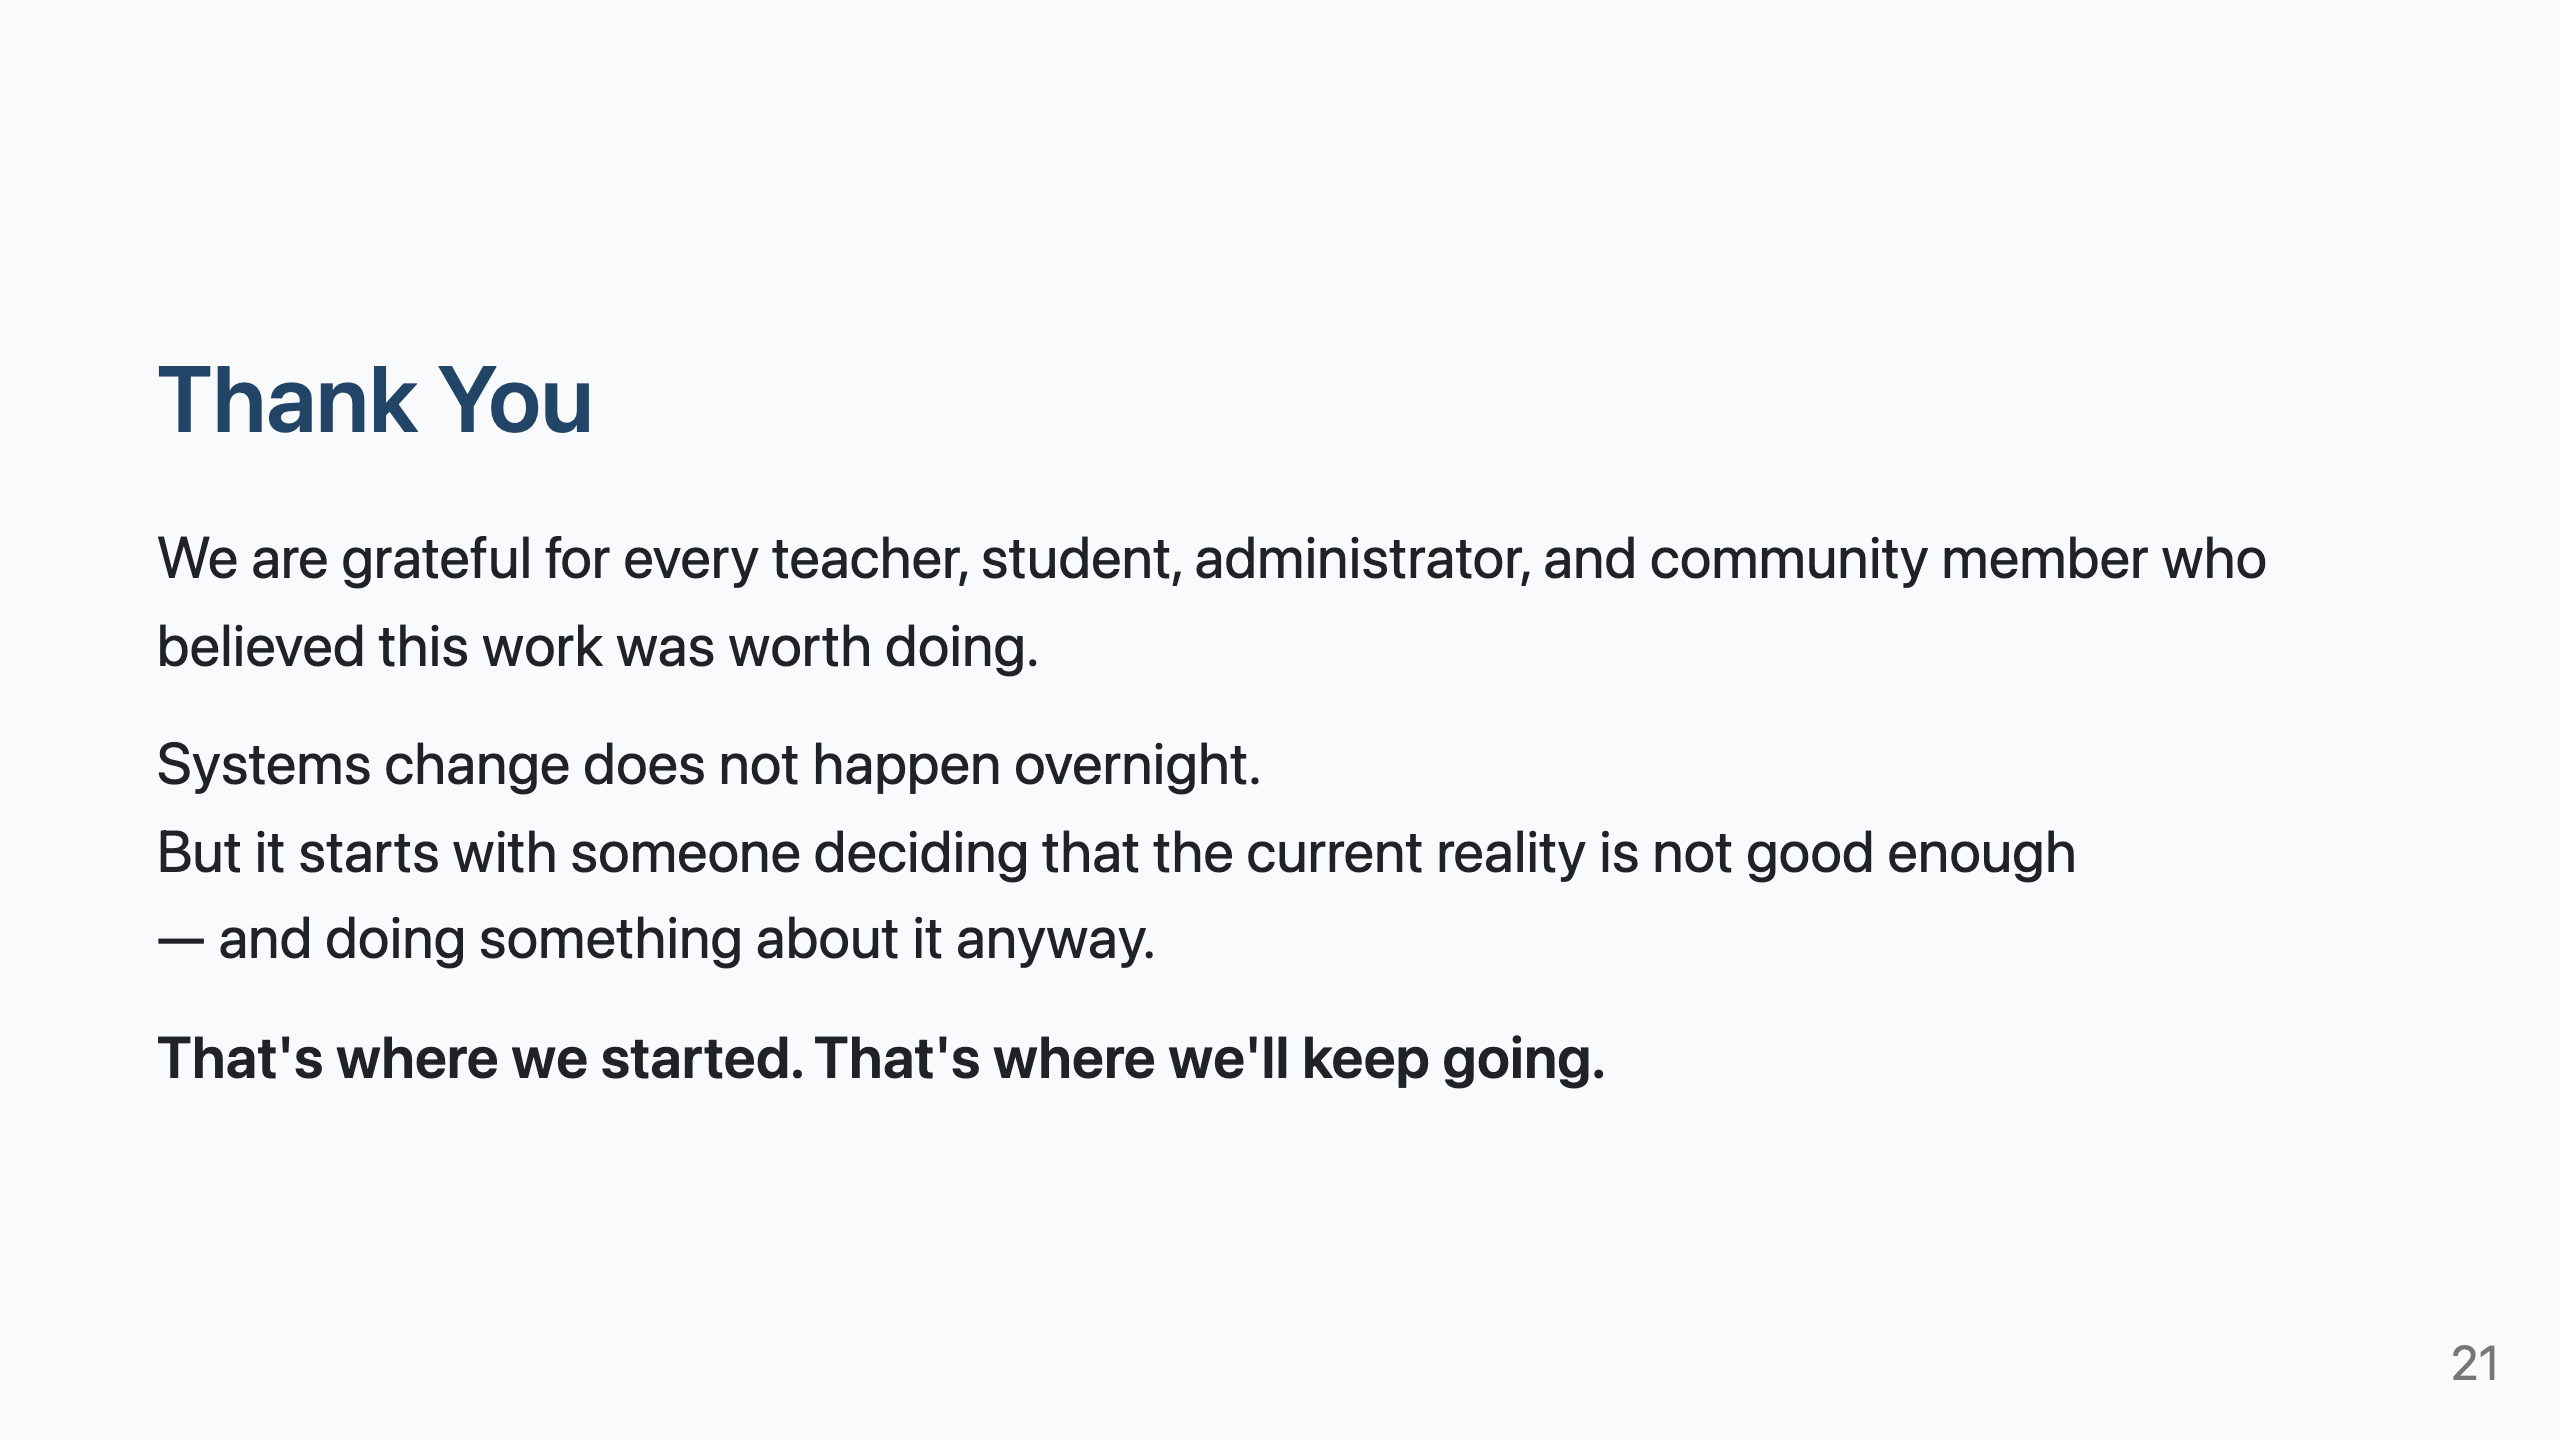 Thank You
We are grateful for every teacher, student, administrator, and community member who
believed this work was worth doing.
Systems change does not happen overnight.
But it starts with someone deciding that the current reality is not good enough
— and doing something about it anyway.
That's where we started. That's where we'll keep going.
21